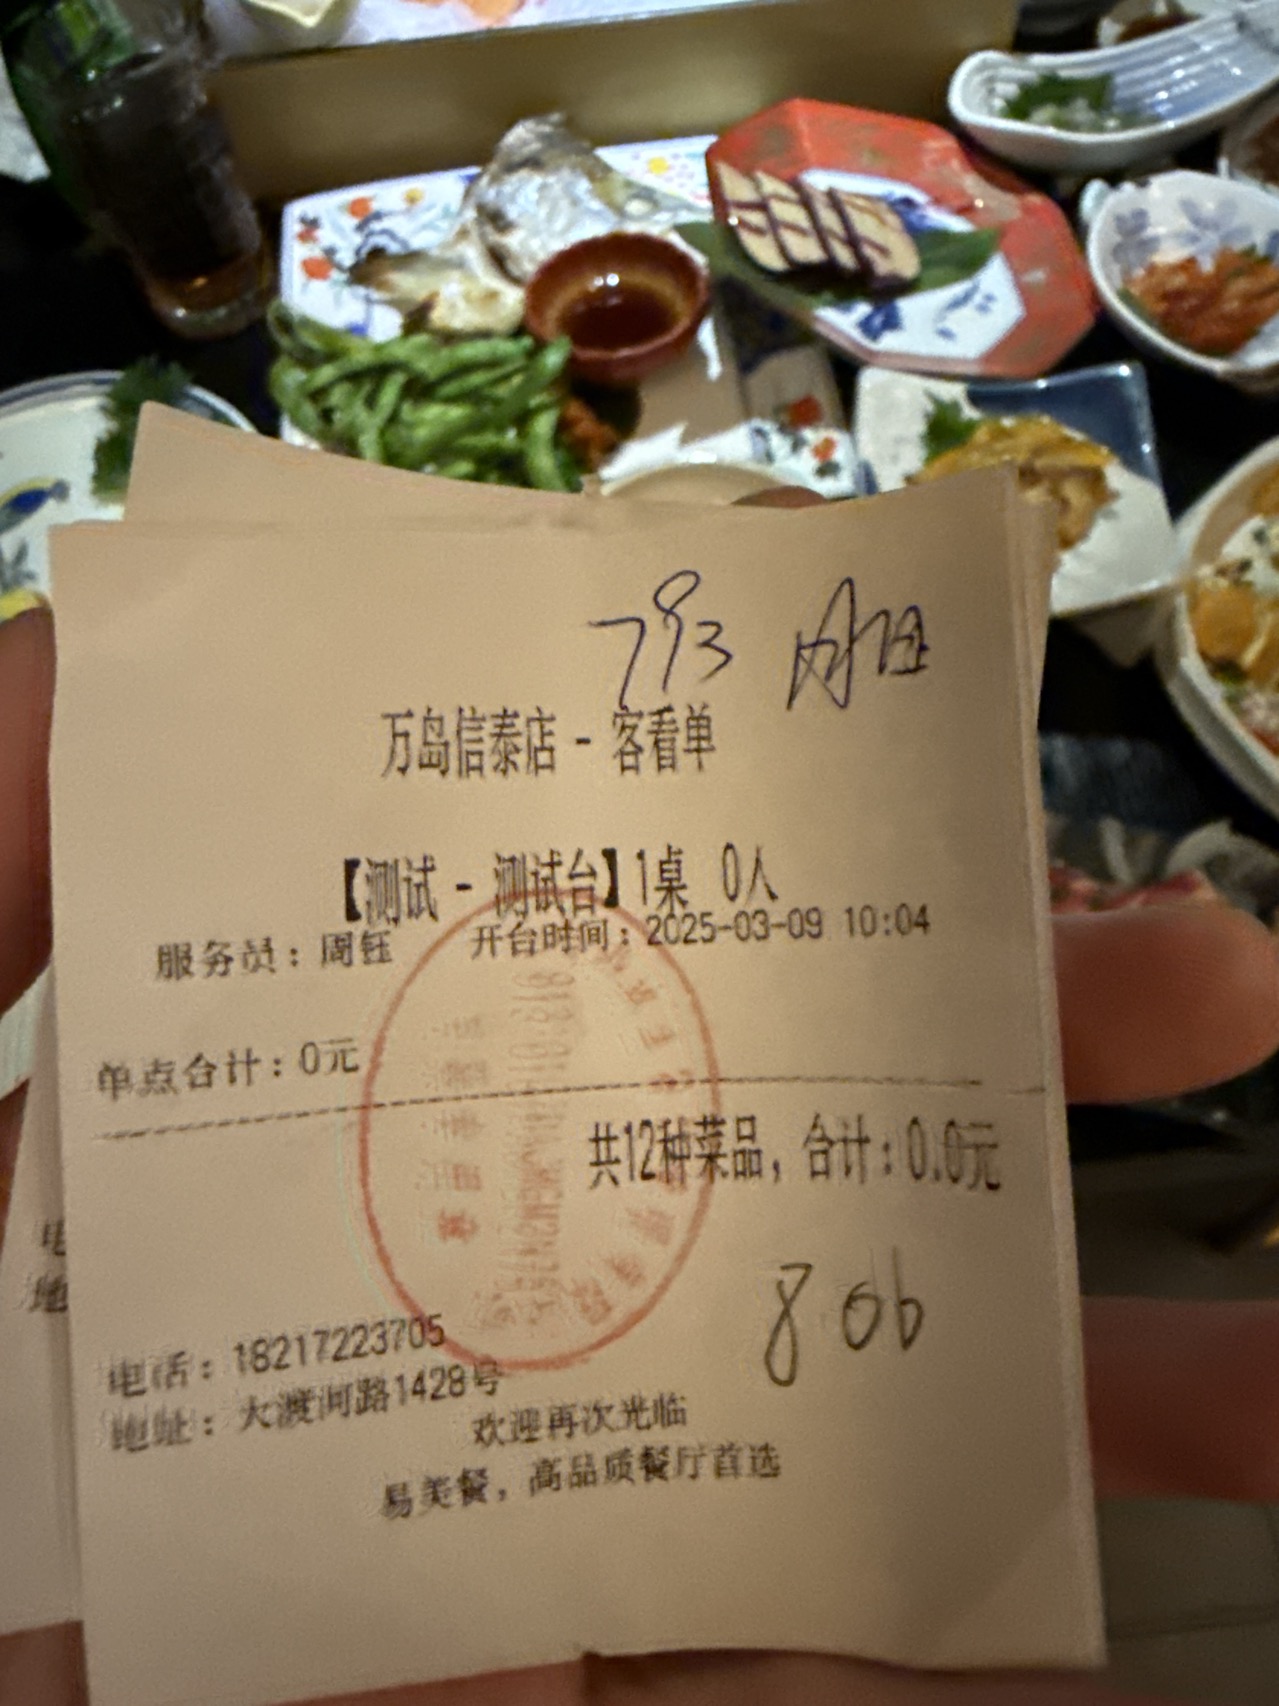 793
万岛信泰店 - 客看单
【测试 - 测试台】1桌 0人
服务员：周钰 开台时间：2025-03-09 10:04
单点合计：0元
共12种菜品，合计：0.0元
806
电话：18217223705
地址：大渡河路1428号
欢迎再次光临
易美餐，高品质餐厅首选
电
地